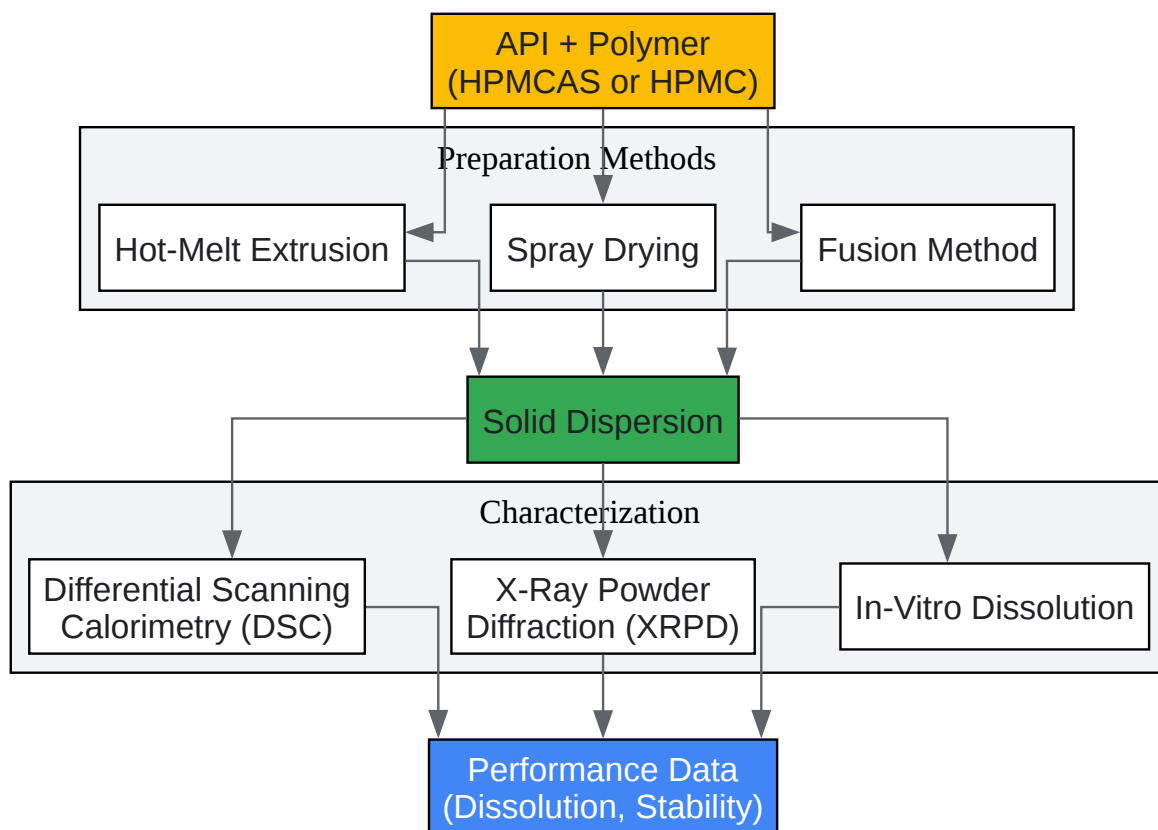 API + Polymer
(HPMCAS or HPMC)
Preparation Methods
Hot-Melt Extrusion
Spray Drying
Fusion Method
Solid Dispersion
Characterization
Differential Scanning
Calorimetry (DSC)
X-Ray Powder
Diffraction (XRPD)
In-Vitro Dissolution
Performance Data
(Dissolution, Stability)